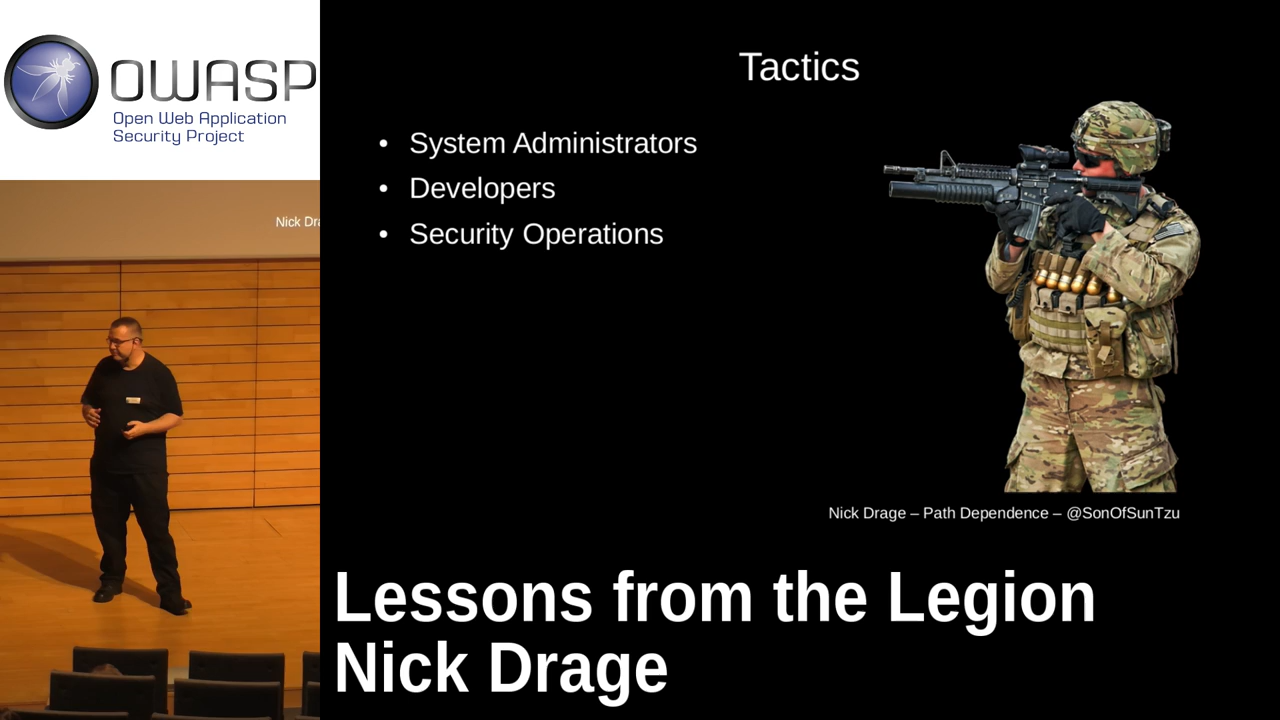 OWASP
Open Web Application
Security Project
Nick Dra
Tactics
• System Administrators
• Developers
• Security Operations
Nick Drage – Path Dependence – @SonOfSunTzu
Lessons from the Legion
Nick Drage